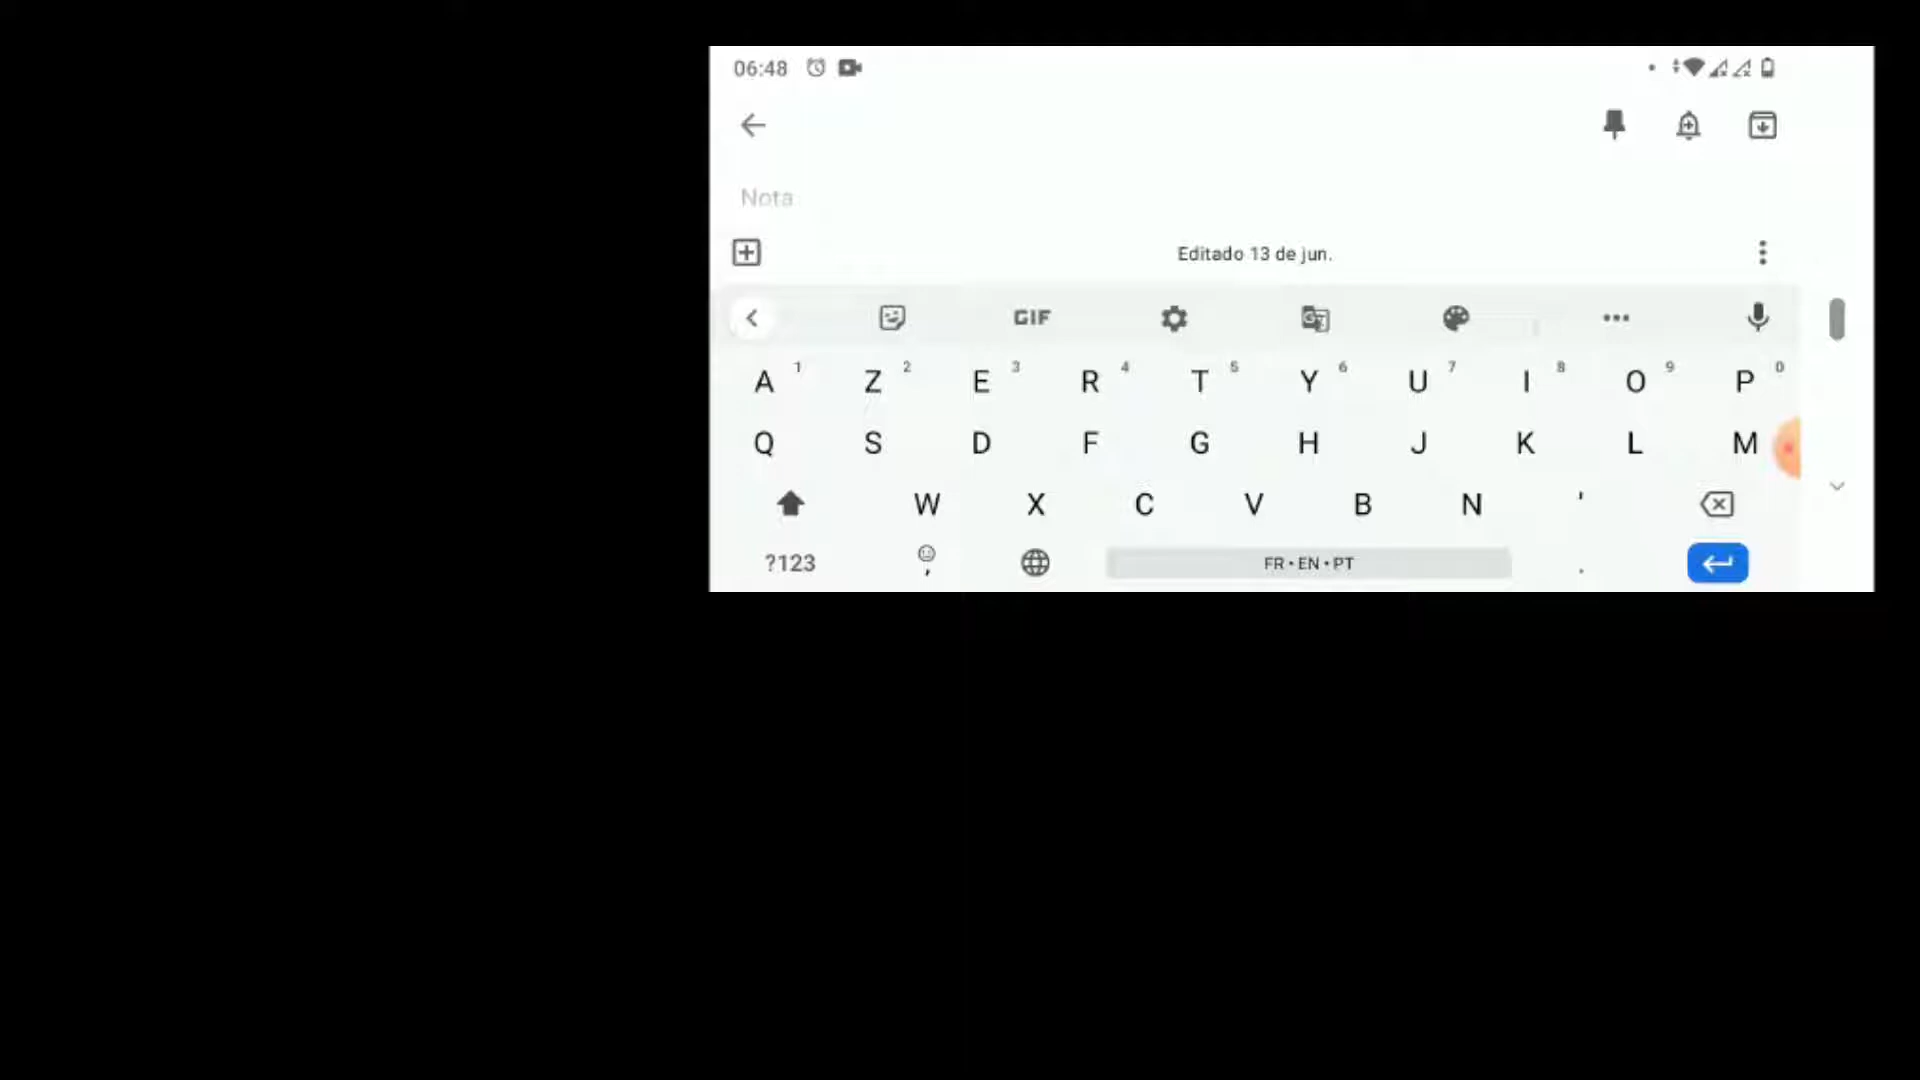 06:48
Nota
Editado 13 de jun.
GIF
A 1 Z 2 E 3 R 4 T 5 Y 6 U 7 I 8 O 9 P 0
Q S D F G H J K L M
W X C V B N '
?123 , FR • EN • PT .